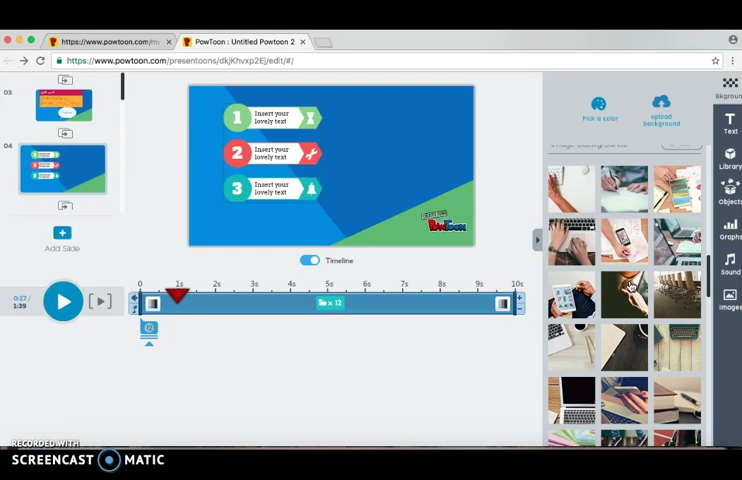 https://www.powtoon.com/m
PowToon : Untitled Powtoon 2
https://www.powtoon.com/presentoons/dkjKhvxp2Ej/edit/#/
03
04
Add Slide
1
Insert your
lovely text
2
Insert your
lovely text
3
Insert your
lovely text
PowToon
Timeline
0 1s 2s 3s 4s 5s 6s 7s 8s 9s 10s
0:17 /
1:39
x 12
Pick a color
upload
background
Bkgroun
Text
Library
Objects
Graphs
Sound
Images
RECORDED WITH
SCREENCAST MATIC